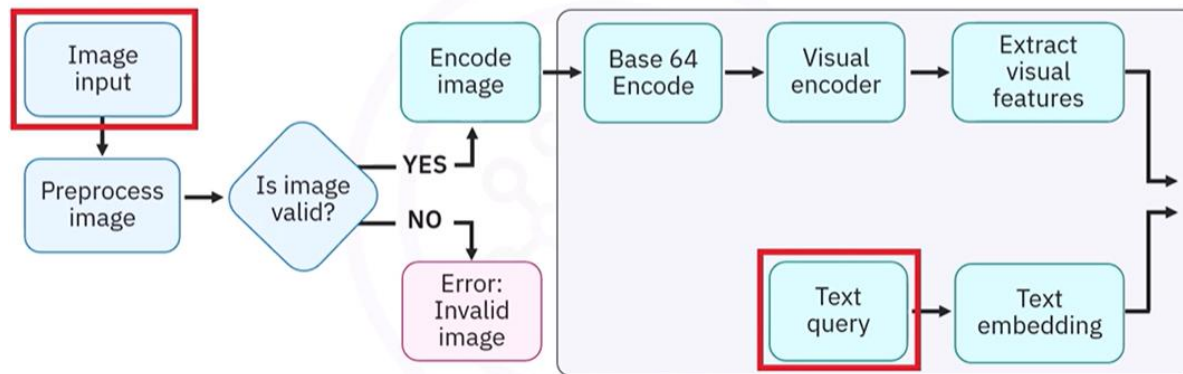 Image
input
Preprocess
image
Is image
valid?
YES
NO
Encode
image
Error:
Invalid
image
Base 64
Encode
Visual
encoder
Extract
visual
features
Text
query
Text
embedding